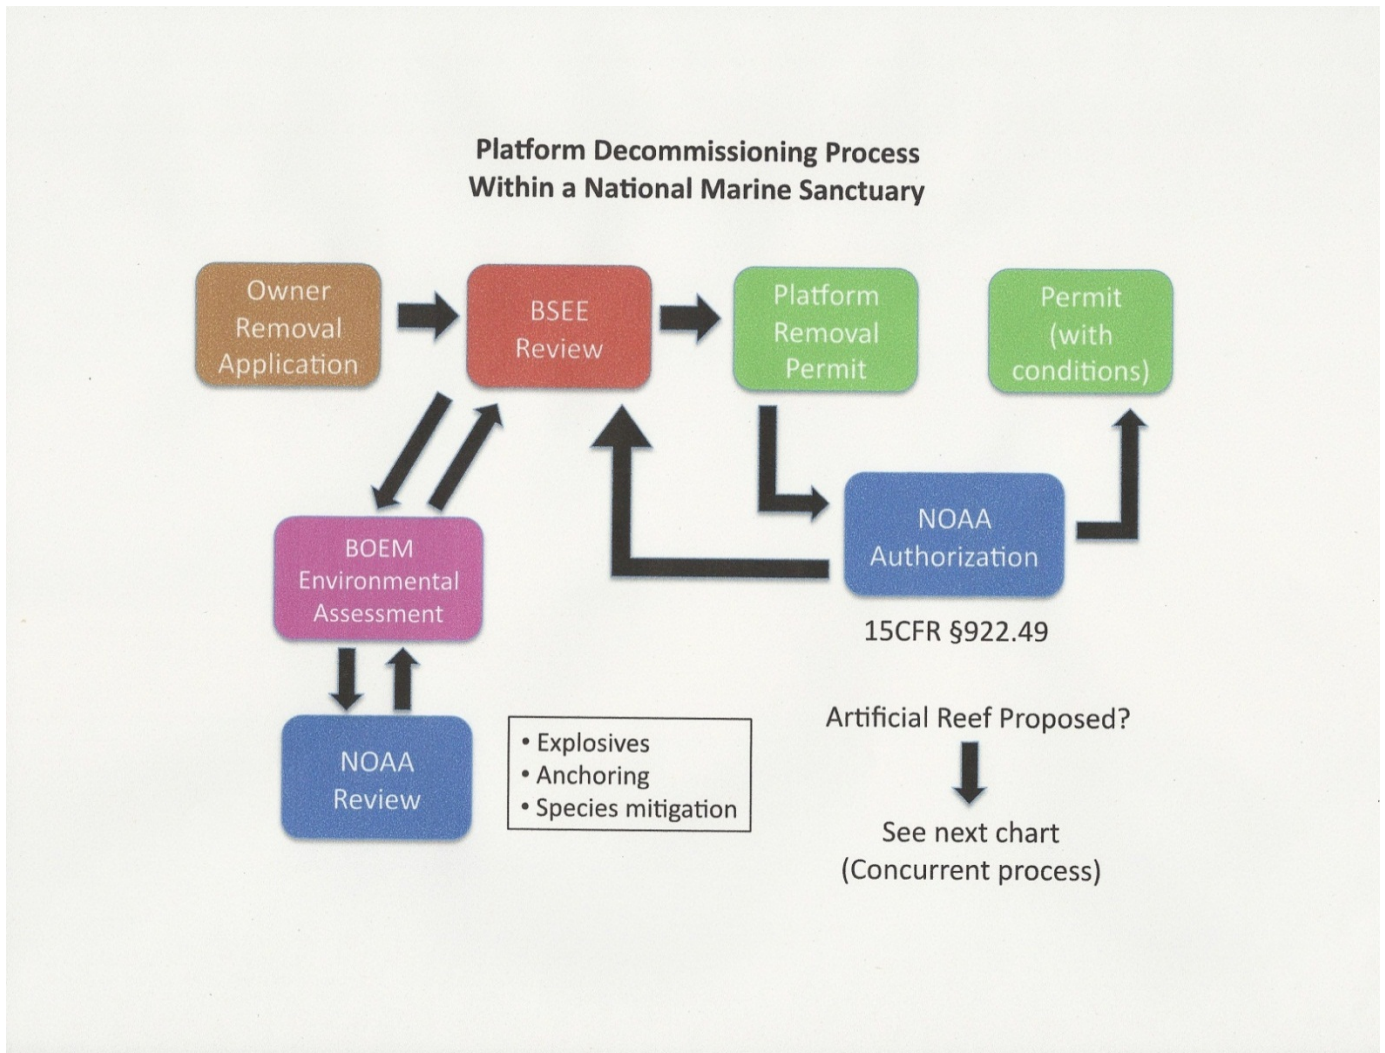 Platform Decommissioning Process
Within a National Marine Sanctuary
Owner
Removal
Application
BSEE
Review
Platform
Removal
Permit
Permit
(with
conditions)
BOEM
Environmental
Assessment
NOAA
Authorization
15CFR §922.49
NOAA
Review
• Explosives
• Anchoring
• Species mitigation
Artificial Reef Proposed?
See next chart
(Concurrent process)